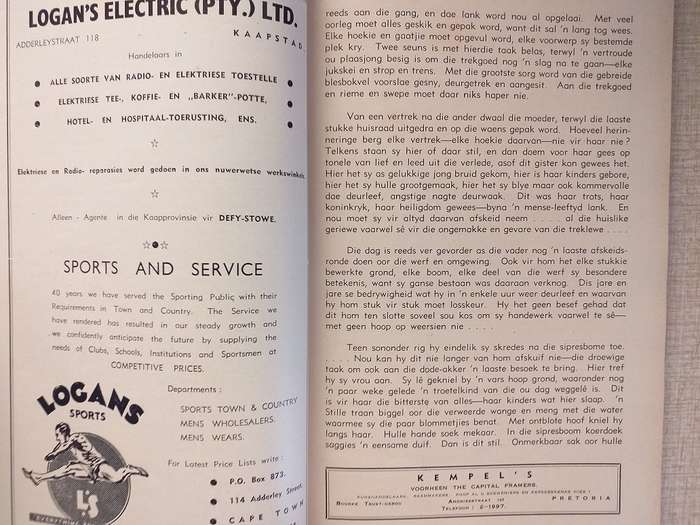 LOGAN'S ELECTRIC (PTY.) LTD.
ADDERLEYSTRAAT 118
KAAPSTAD.
Handelaars in
ALLE SOORTE VAN RADIO- EN ELEKTRIESE TOESTELLE
ELEKTRIESE TEE-, KOFFIE- EN „BARKER"-POTTE,
HOTEL- EN HOSPITAAL-TOERUSTING, ENS.
Elektriese en Radio- reparasies word gedoen in ons nuwerwetse werkswinkels
Alleen - Agente in die Kaapprovinsie vir DEFY-STOWE.
SPORTS AND SERVICE
40 years we have served the Sporting Public with their
Requirements in Town and Country. The Service we
have rendered has resulted in our steady growth and
we confidently anticipate the future by supplying the
needs of Clubs, Schools, Institutions and Sportsmen at
COMPETITIVE PRICES.
LOGANS
SPORTS
L'S
Departments :
SPORTS TOWN & COUNTRY
MENS WHOLESALERS.
MENS WEARS.
For Latest Price Lists write :
P.O. Box 873.
114 Adderley Street,
CAPE TOWN
reeds aan die gang, en dae lank word nou al opgelaai. Met veel
oorleg moet alles geskik en gepak word, want dit sal 'n lang tog wees.
Elke hoekie en gaatjie moet opgevul word, elke voorwerp sy bestemde
plek kry. Twee seuns is met hierdie taak belas, terwyl 'n vertroude
ou plaasjong besig is om die trekgoed nog 'n slag na te gaan—elke
jukskei en strop en trens. Met die grootste sorg word van die gebreide
blesbokvel voorslae gesny, deurgetrek en aangesit. Aan die trekgoed
en rieme en swepe moet daar niks haper nie.
Van een vertrek na die ander dwaal die moeder, terwyl die laaste
stukke huisraad uitgedra en op die waens gepak word. Hoeveel herin-
neringe berg elke vertrek—elke hoekie daarvan—nie vir haar nie?
Telkens staan sy hier of daar stil, en dan doem voor haar gees op
tonele van lief en leed uit die verlede, asof dit gister kon gewees het.
Hier het sy as gelukkige jong bruid gekom, hier is haar kinders gebore,
hier het sy hulle grootgemaak, hier het sy blye maar ook kommervolle
dae deurleef, angstige nagte deurwaak. Dit was haar trots, haar
koninkryk, haar heiligdom gewees—byna 'n mense-leeftyd lank. En
nou moet sy vir altyd daarvan afskeid neem . . . . . al die huislike
geriewe vaarwel sê vir die ongemakke en gevare van die treklewe . . . .
Die dag is reeds ver gevorder as die vader nog 'n laaste afskeids-
ronde doen oor die werf en omgewing. Ook vir hom het elke stukkie
bewerkte grond, elke boom, elke deel van die werf sy besondere
betekenis, want sy ganse bestaan was daaraan verknog. Dis jare en
jare se bedrywigheid wat hy in 'n enkele uur weer deurleef en waarvan
hy hom stuk vir stuk moet losskeur. Hy het geen besef gehad dat
dit hom ten slotte soveel sou kos om sy handewerk vaarwel te sê—
met geen hoop op weersien nie . . . .
Teen sononder rig hy eindelik sy skredes na die sipresbome toe.
. . . . Nou kan hy dit nie langer van hom afskuif nie—die droewige
taak om ook aan die dode-akker 'n laaste besoek te bring. Hier tref
hy sy vrou aan. Sy lê gekniel by 'n vars hoop grond, waaronder nog
'n paar weke gelede 'n troetelkind van die ou dag weggelê is. Dit
is vir haar die bitterste van alles—haar kinders wat hier slaap. 'n
Stille traan biggel oor die verweerde wange en meng met die water
waarmee sy die paar blommetjies benat. Met ontblote hoof kniel hy
langs haar. Hulle hande soek mekaar. In die sipresboom koerdoek
saggies 'n eensame duif. Dan is dit stil. Onmerkbaar sak oor hulle
KEMPEL'S
VOORHEEN THE CAPITAL FRAMERS.
BOURKE TRUST-GEBOU ANDRIESSTRAAT PRETORIA
TELEFOON : 2-1997.